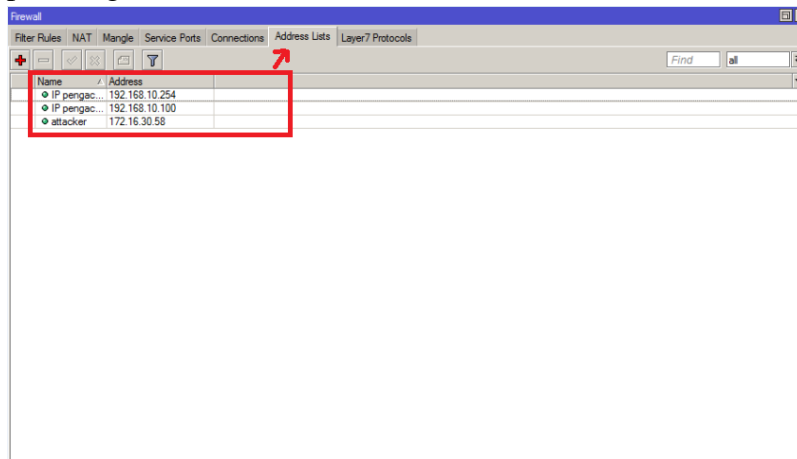 Firewall
Filter Rules NAT Mangle Service Ports Connections Address Lists Layer7 Protocols
Find all
Name Address
IP pengac... 192.168.10.254
IP pengac... 192.168.10.100
attacker 172.16.30.58